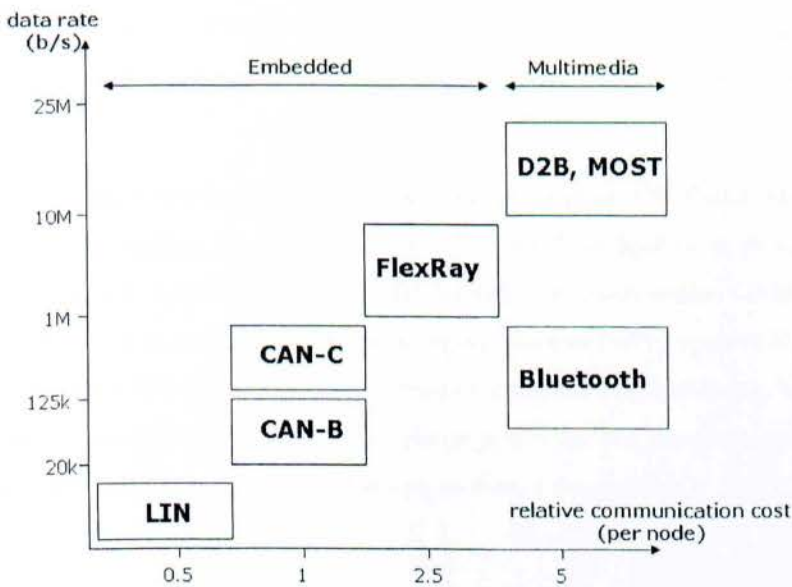 data rate
(b/s)
Embedded
Multimedia
25M
D2B, MOST
10M
FlexRay
1M
CAN-C
Bluetooth
125k
CAN-B
20k
LIN
relative communication cost
(per node)
0.5
1
2.5
5